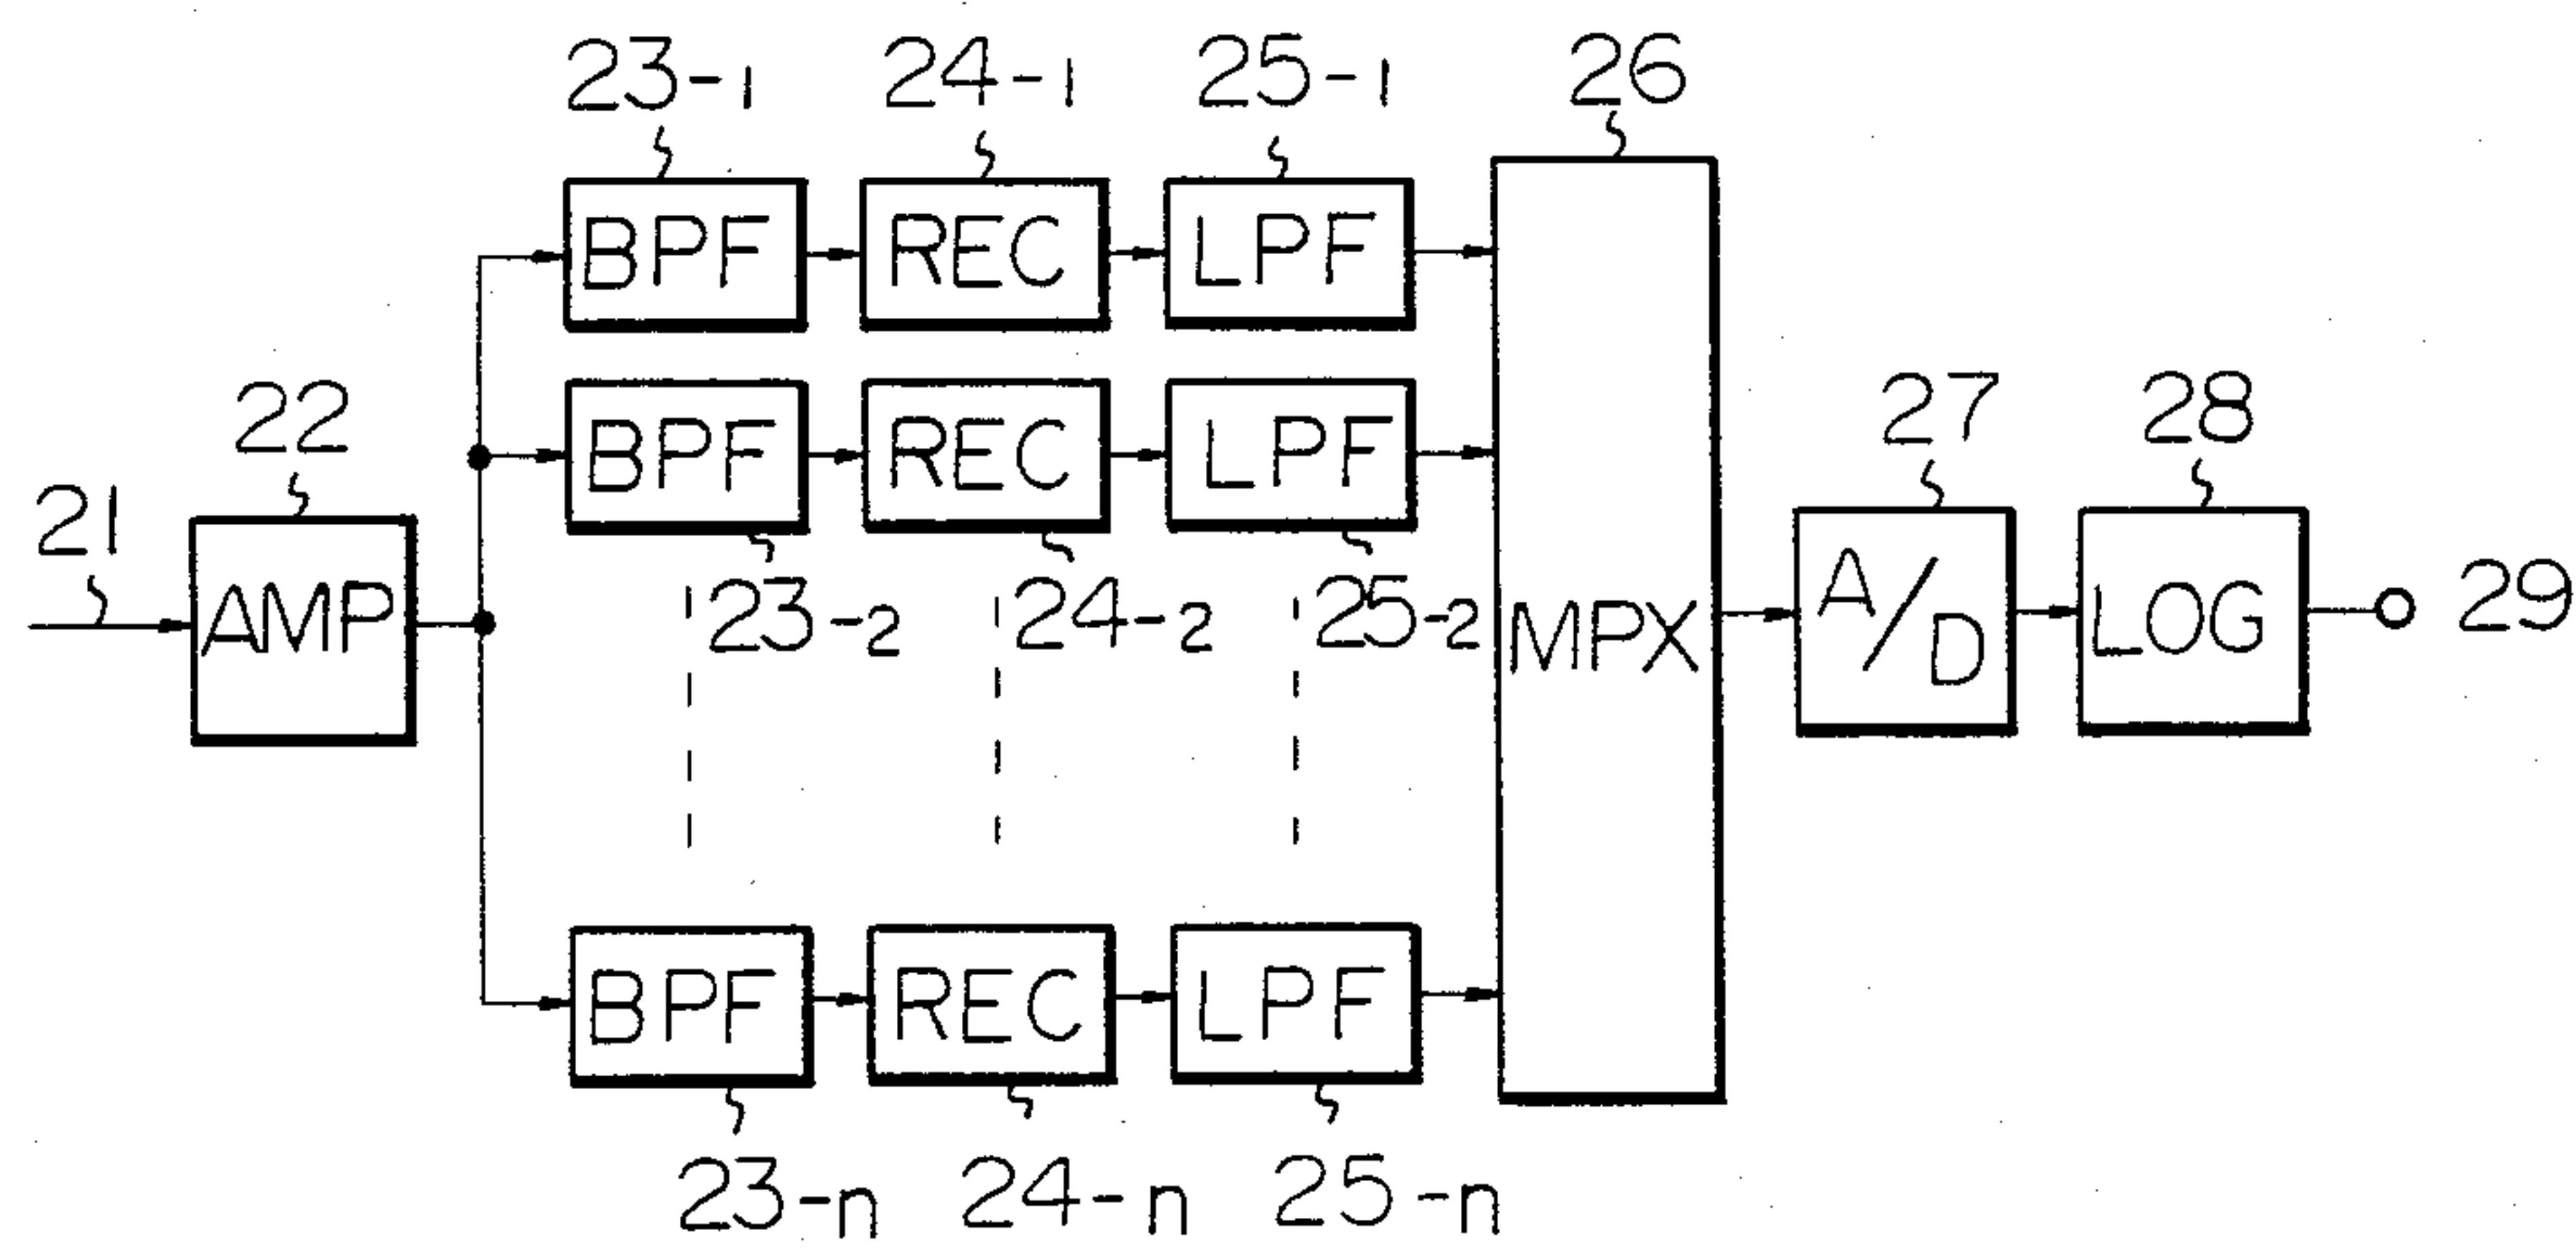 23-1 24-1 25-1 26
BPF REC LPF
22 27 28
21 BPF REC LPF
AMP 23-2 24-2 25-2 MPX A/D LOG 29
BPF REC LPF
23-n 24-n 25-n